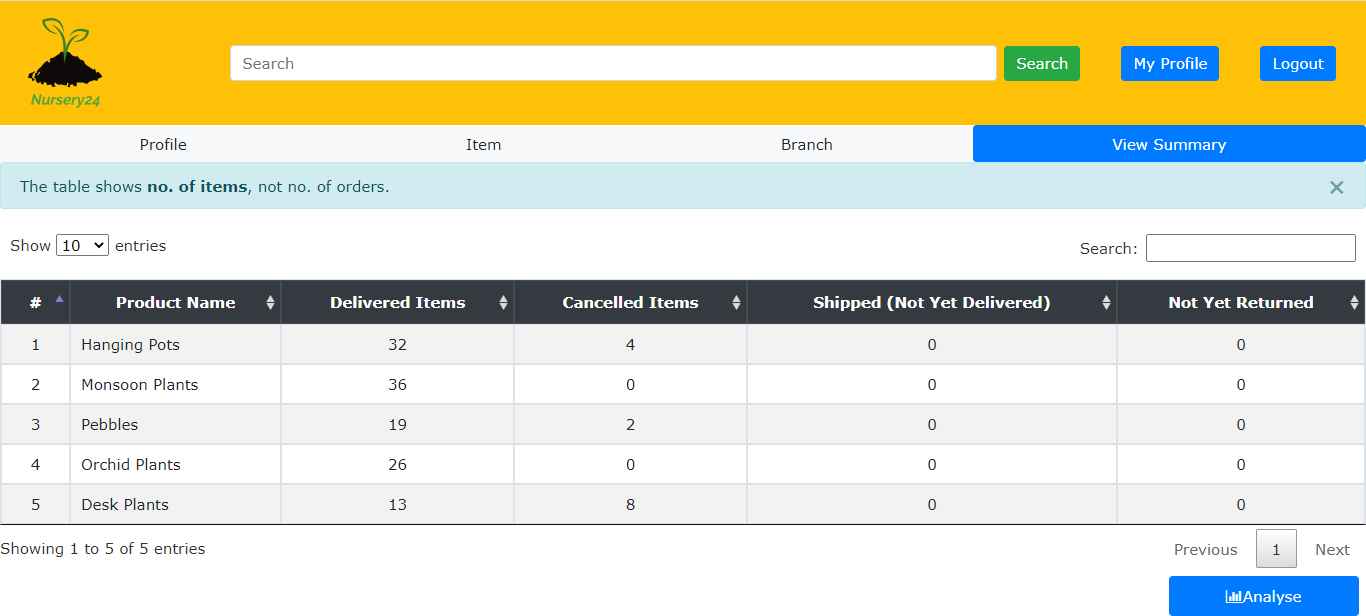 Nursery24
Search Search My Profile Logout
Profile Item Branch View Summary
The table shows no. of items, not no. of orders. ×
Show 10 entries Search:
# Product Name Delivered Items Cancelled Items Shipped (Not Yet Delivered) Not Yet Returned
1 Hanging Pots 32 4 0 0
2 Monsoon Plants 36 0 0 0
3 Pebbles 19 2 0 0
4 Orchid Plants 26 0 0 0
5 Desk Plants 13 8 0 0
Showing 1 to 5 of 5 entries Previous 1 Next
Analyse